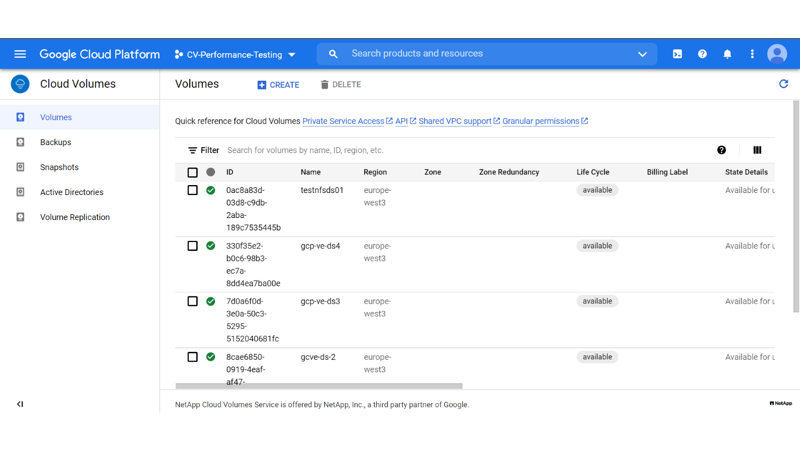 Google Cloud Platform
CV-Performance-Testing
Search products and resources
Cloud Volumes
Volumes
CREATE
DELETE
Volumes
Backups
Snapshots
Active Directories
Volume Replication
Quick reference for Cloud Volumes Private Service Access API Shared VPC support Granular permissions
Filter Search for volumes by name, ID, region, etc.
ID Name Region Zone Zone Redundancy Life Cycle Billing Label State Details
0ac8a83d- testnfsds01 europe- available Available for u
03d8-c9db- west3
2aba-
189c7535445b
330f35e2- gcp-ve-ds4 europe- available Available for u
b0c6-98b3- west3
ec7a-
8dd4ea7ba00e
7d0a6f0d- gcp-ve-ds3 europe- available Available for u
3e0a-50c3- west3
5295-
5152040681fc
8cae6850- gcve-ds-2 europe- available Available for u
0919-4eaf- west3
af47-
NetApp Cloud Volumes Service is offered by NetApp, Inc., a third party partner of Google.
NetApp